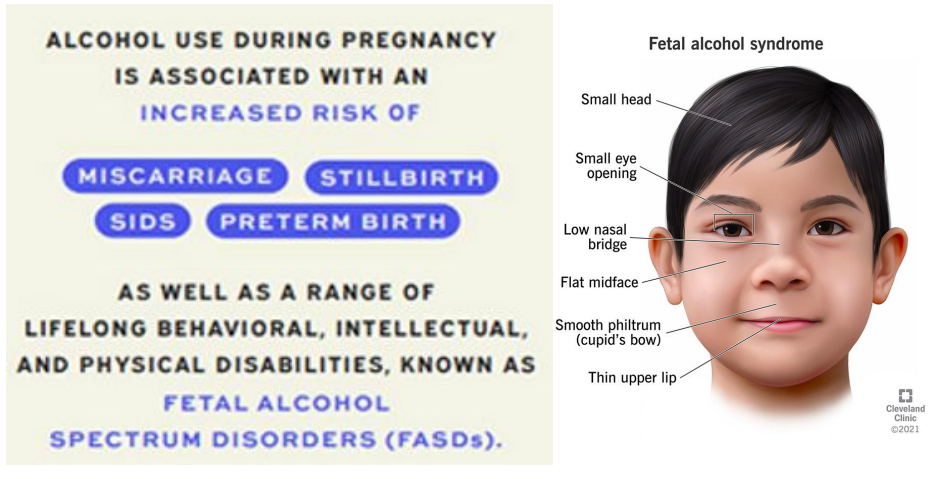 ALCOHOL USE DURING PREGNANCY
IS ASSOCIATED WITH AN
INCREASED RISK OF
MISCARRIAGE
STILLBIRTH
SIDS
PRETERM BIRTH
AS WELL AS A RANGE OF
LIFELONG BEHAVIORAL, INTELLECTUAL,
AND PHYSICAL DISABILITIES, KNOWN AS
FETAL ALCOHOL
SPECTRUM DISORDERS (FASDs).
Fetal alcohol syndrome
Small head
Small eye
opening
Low nasal
bridge
Flat midface
Smooth philtrum
(cupid's bow)
Thin upper lip
Cleveland
Clinic
©2021